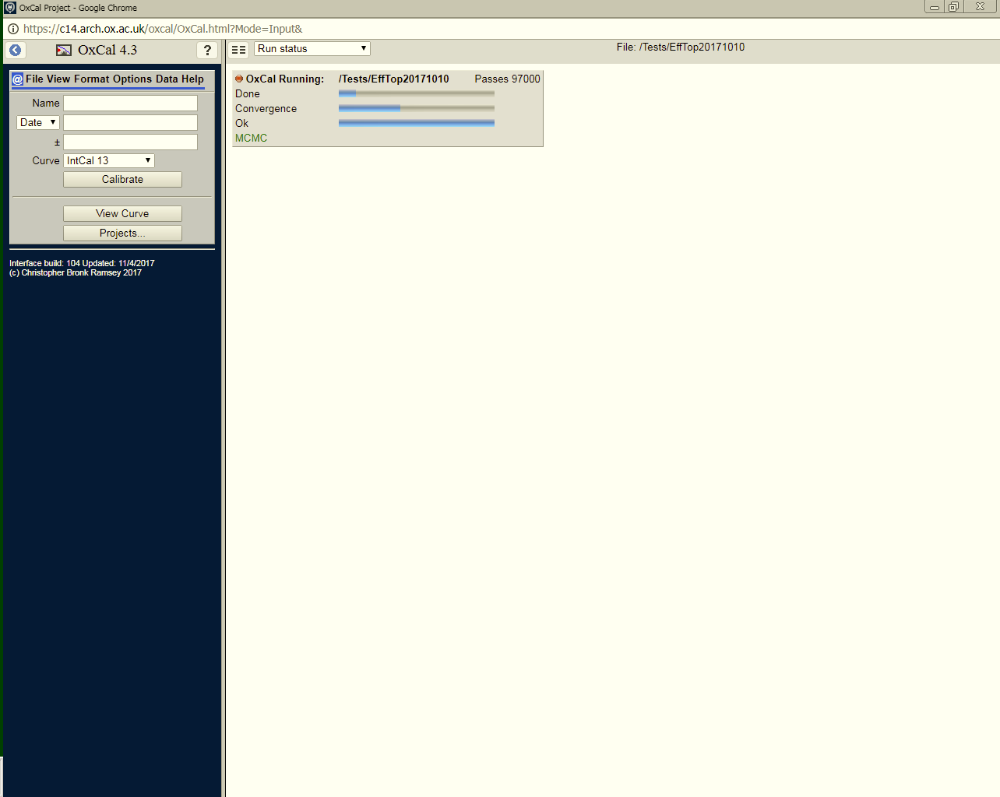 OxCal Project - Google Chrome
https://c14.arch.ox.ac.uk/oxcal/OxCal.html?Mode=Input&
OxCal 4.3
?
Run status
File: /Tests/EffTop20171010
@ File View Format Options Data Help
Name
Date
±
Curve IntCal 13
Calibrate
View Curve
Projects...
Interface build: 104 Updated: 11/4/2017
(c) Christopher Bronk Ramsey 2017
OxCal Running: /Tests/EffTop20171010 Passes 97000
Done
Convergence
Ok
MCMC